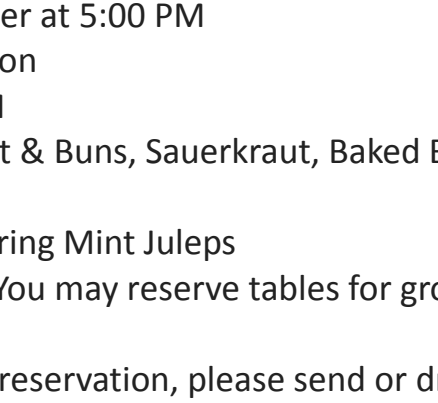 er at 5:00 PM
on
t & Buns, Sauerkraut, Baked
ring Mint Juleps
You may reserve tables for gro
reservation, please send or dr